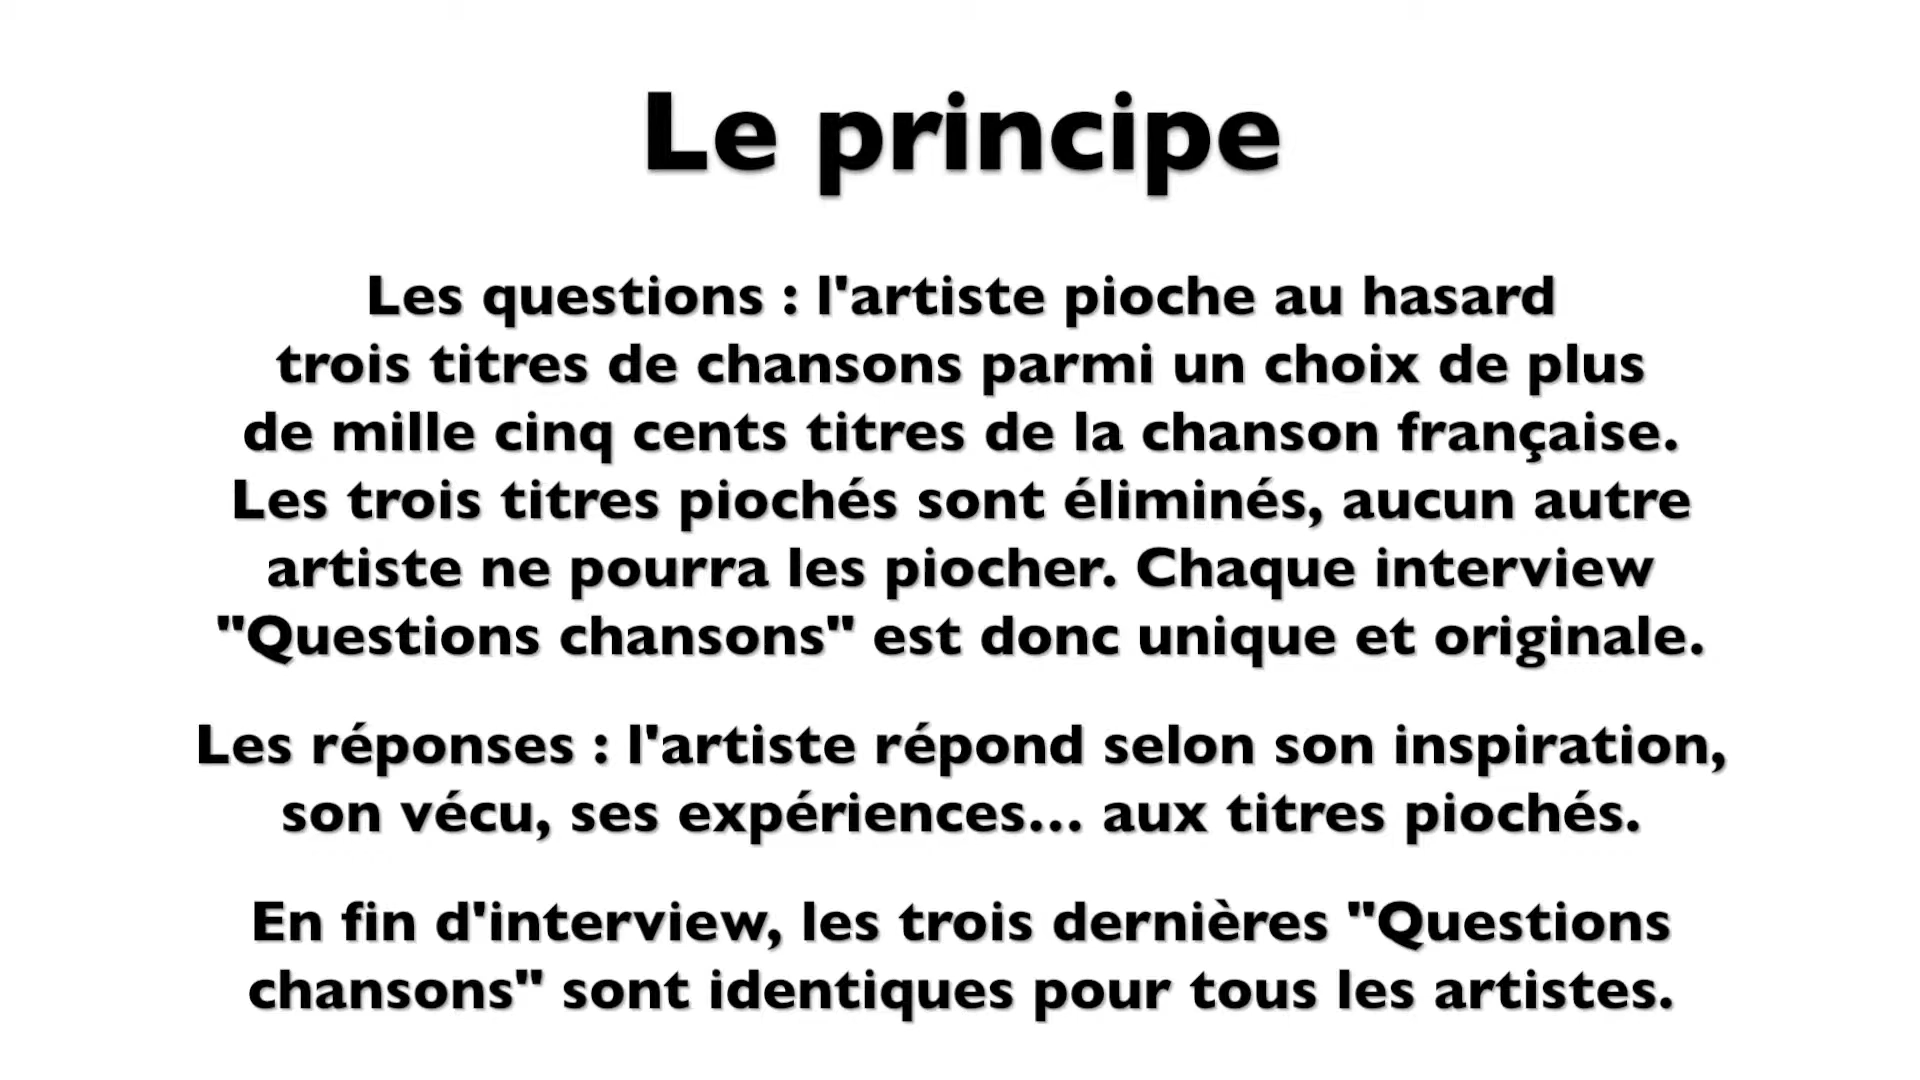 Le principe
Les questions : l'artiste pioche au hasard
trois titres de chansons parmi un choix de plus
de mille cinq cents titres de la chanson française.
Les trois titres piochés sont éliminés, aucun autre
artiste ne pourra les piocher. Chaque interview
"Questions chansons" est donc unique et originale.
Les réponses : l'artiste répond selon son inspiration,
son vécu, ses expériences… aux titres piochés.
En fin d'interview, les trois dernières "Questions
chansons" sont identiques pour tous les artistes.